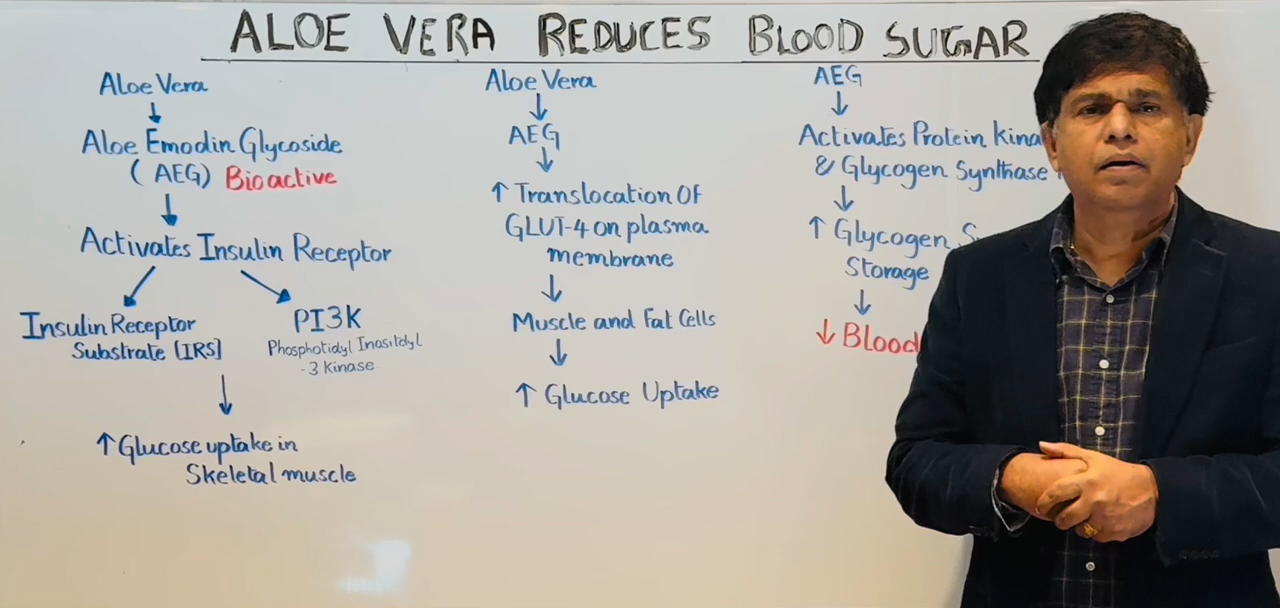 ALOE VERA REDUCES BLOOD SUGAR
Aloe Vera
Aloe Emodin Glycoside
(AEG) Bioactive
Activates Insulin Receptor
Insulin Receptor
Substrate [IRS]
PI3K
Phosphotidyl Inositdyl
-3 Kinase
↑ Glucose uptake in
Skeletal muscle
Aloe Vera
AEG
↑ Translocation Of
GLUT-4 on plasma
membrane
Muscle and Fat Cells
↑ Glucose Uptake
AEG
Activates Protein
& Glycogen Synthase
↑ Glycogen
Storage
↓ Blood